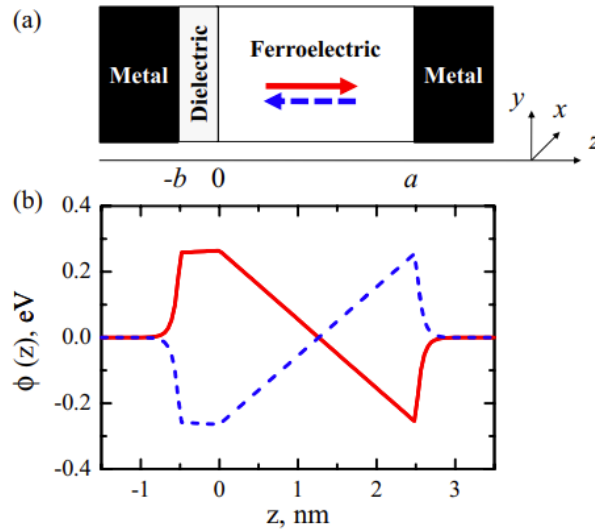 (a)
Metal
Dielectric
Ferroelectric
Metal
y
x
z
-b 0 a
(b)
ϕ (z), eV
0.4
0.2
0.0
-0.2
-0.4
-1 0 1 2 3
z, nm